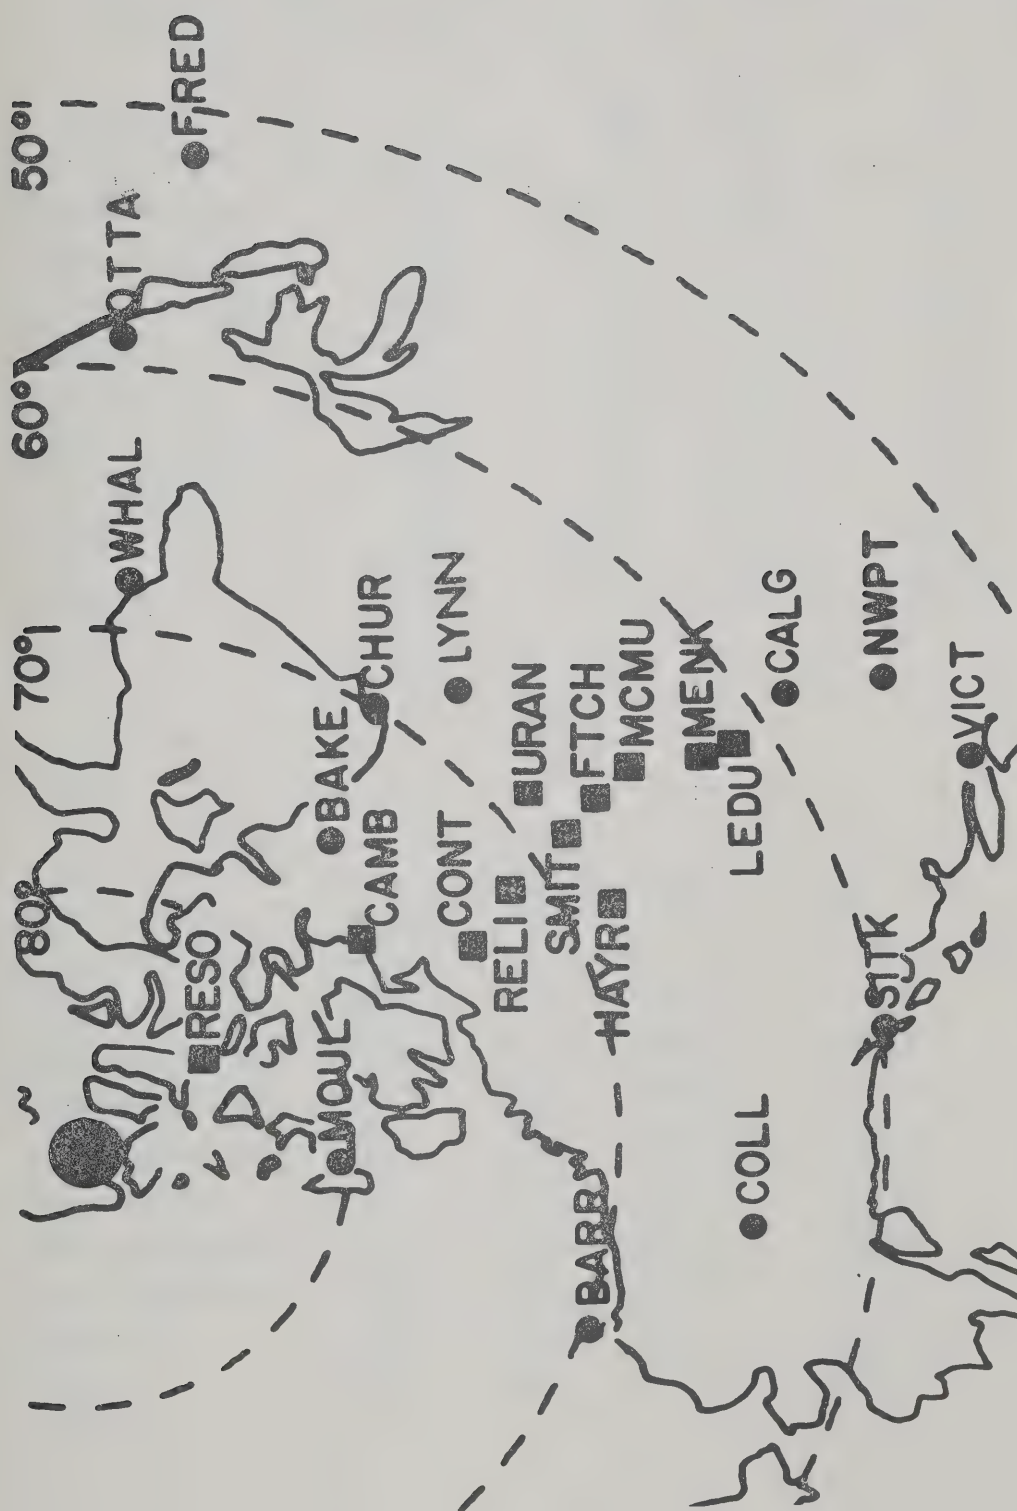 80°
70°
60°
50°
WHAL
OTTA
FRED
RESO
MOUL
BAKE
CAMB
CHUR
CONT
LYNN
RELI
URAN
SMIT
FTCH
BARR
HAYR
MCMU
MENK
LEDU
COLL
CALG
SITK
NWPT
VICT